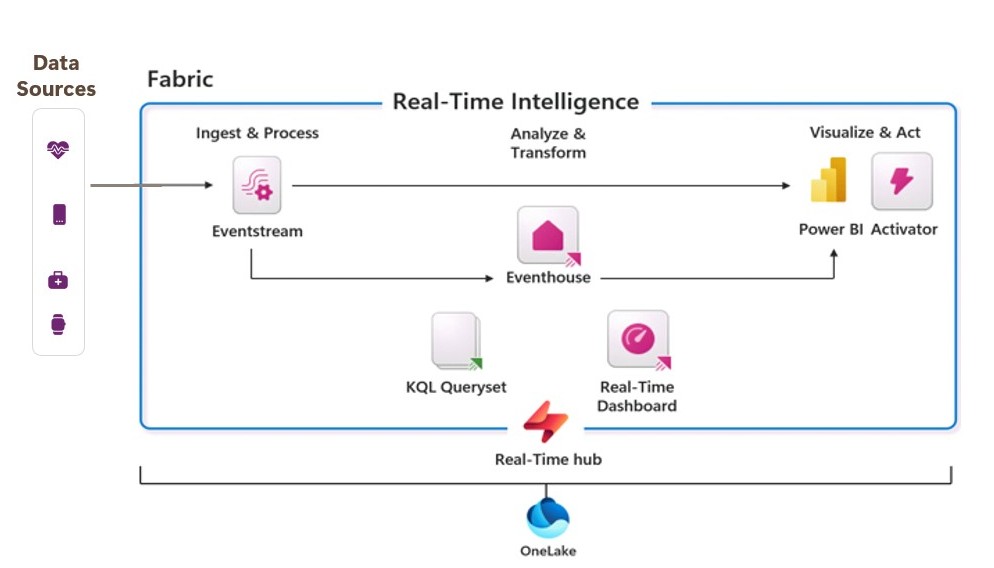 Data
Sources
Fabric
Real-Time Intelligence
Ingest & Process
Analyze &
Transform
Visualize & Act
Eventstream
Power BI
Activator
Eventhouse
KQL Queryset
Real-Time
Dashboard
Real-Time hub
OneLake